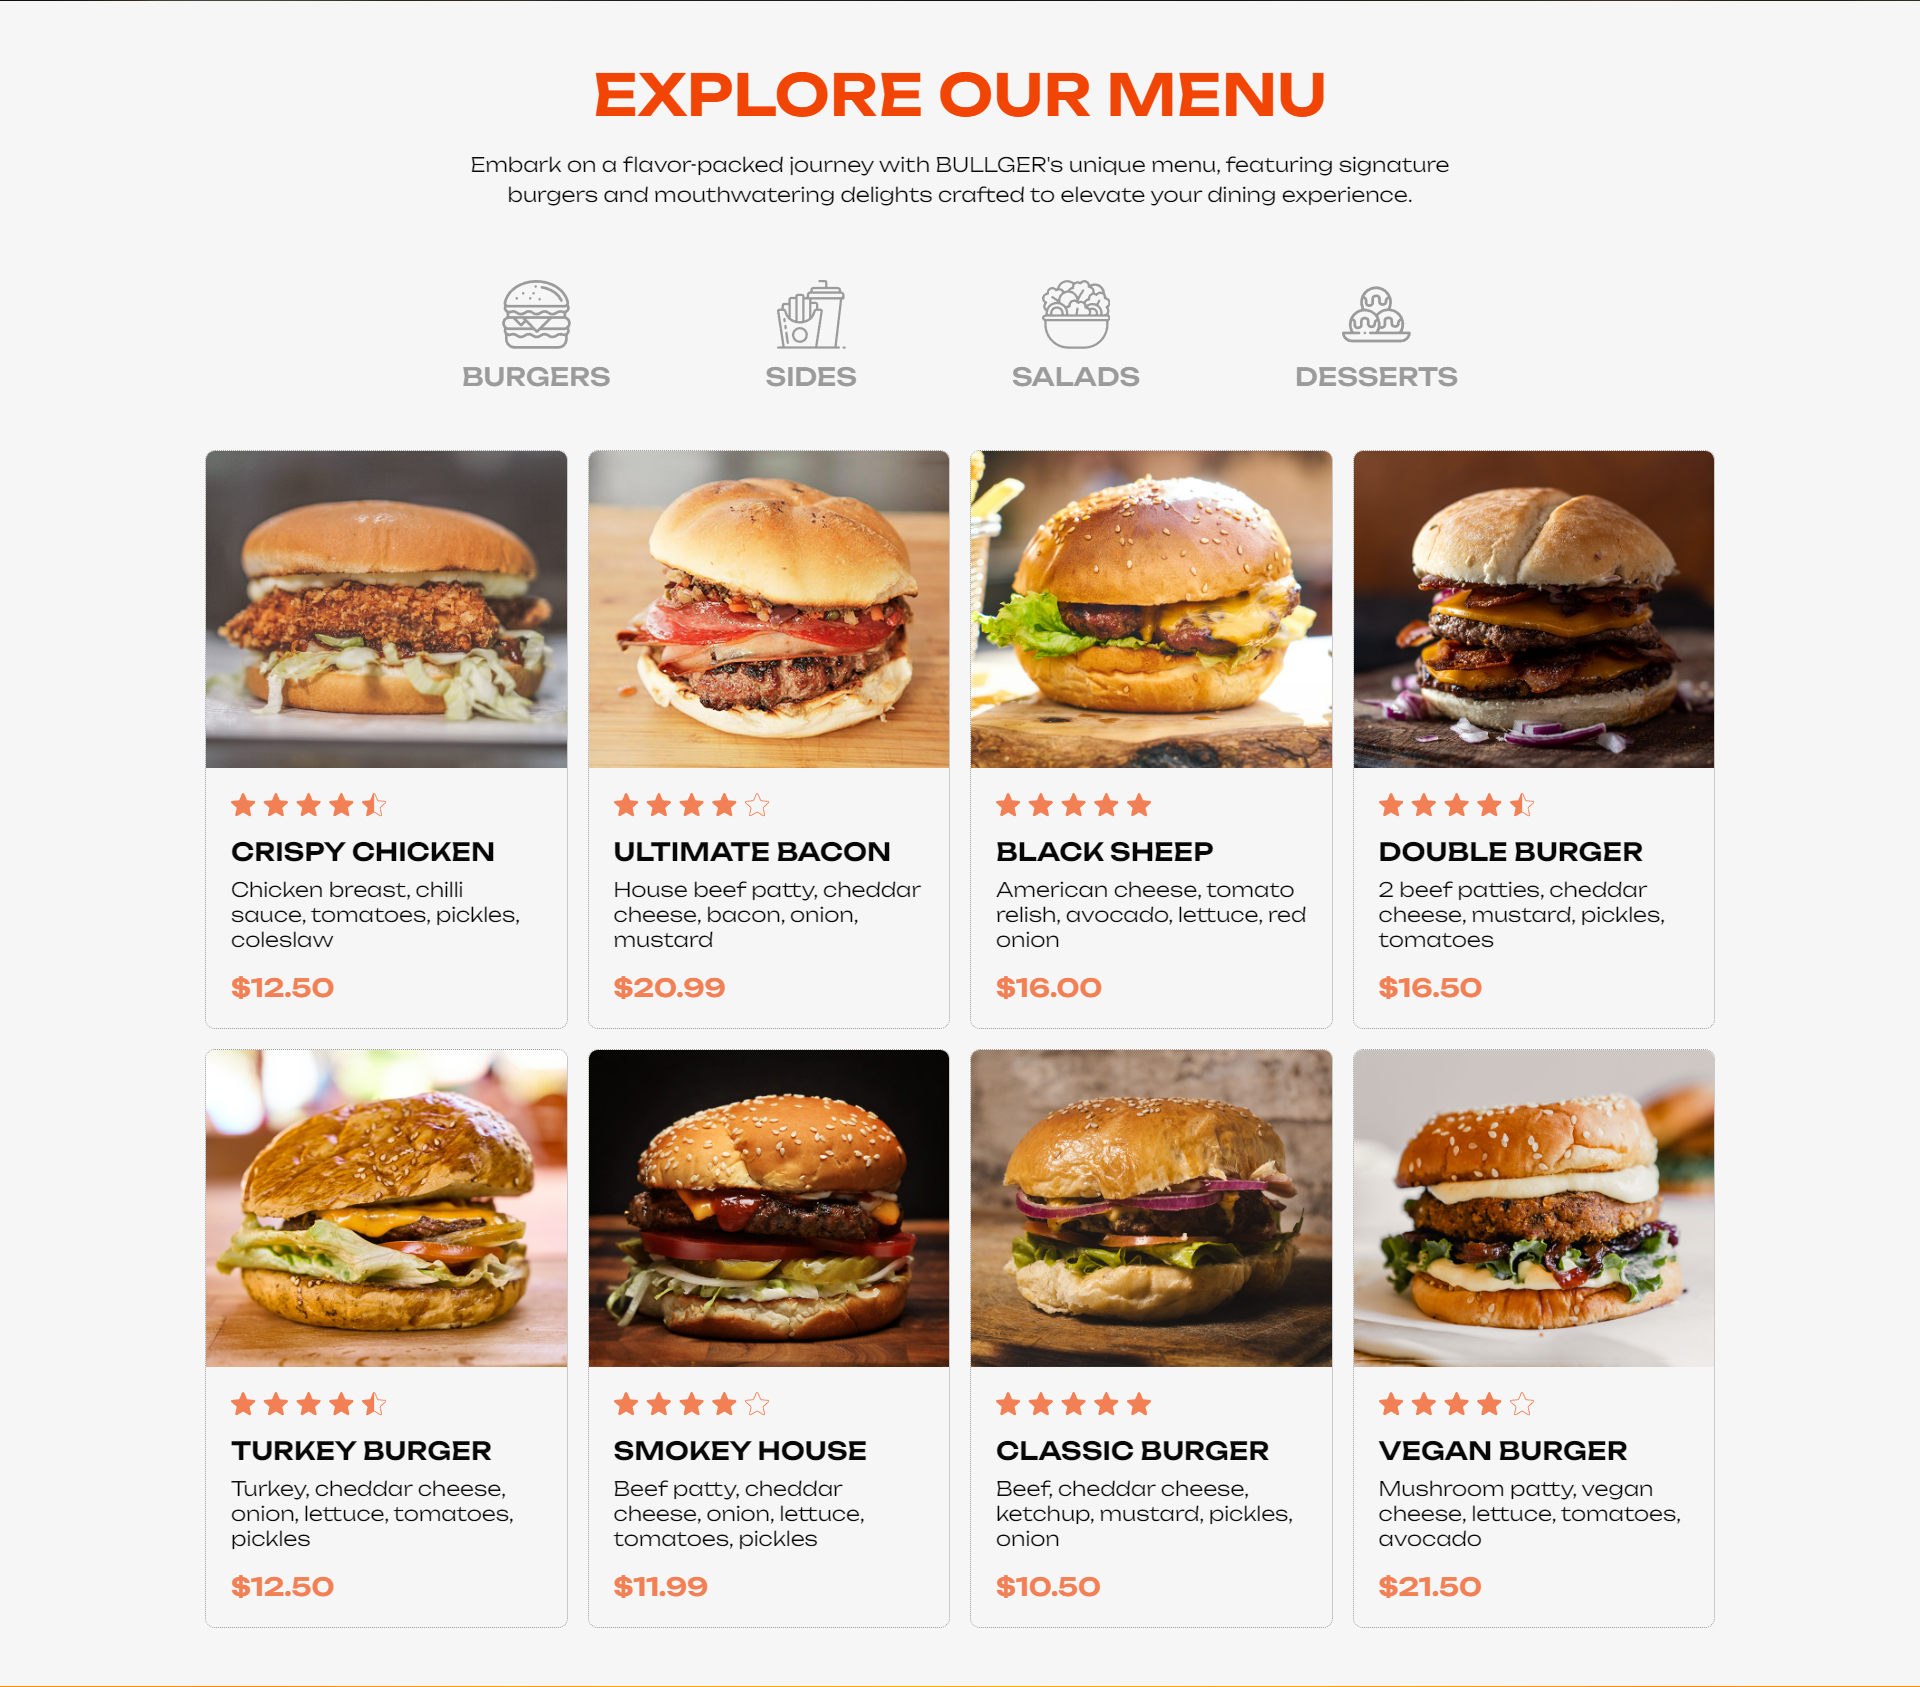 EXPLORE OUR MENU
Embark on a flavor-packed journey with BULLGER's unique menu, featuring signature
burgers and mouthwatering delights crafted to elevate your dining experience.
BURGERS
SIDES
SALADS
DESSERTS
CRISPY CHICKEN
Chicken breast, chilli
sauce, tomatoes, pickles,
coleslaw
$12.50
ULTIMATE BACON
House beef patty, cheddar
cheese, bacon, onion,
mustard
$20.99
BLACK SHEEP
American cheese, tomato
relish, avocado, lettuce, red
onion
$16.00
DOUBLE BURGER
2 beef patties, cheddar
cheese, mustard, pickles,
tomatoes
$16.50
TURKEY BURGER
Turkey, cheddar cheese,
onion, lettuce, tomatoes,
pickles
$12.50
SMOKEY HOUSE
Beef patty, cheddar
cheese, onion, lettuce,
tomatoes, pickles
$11.99
CLASSIC BURGER
Beef, cheddar cheese,
ketchup, mustard, pickles,
onion
$10.50
VEGAN BURGER
Mushroom patty, vegan
cheese, lettuce, tomatoes,
avocado
$21.50